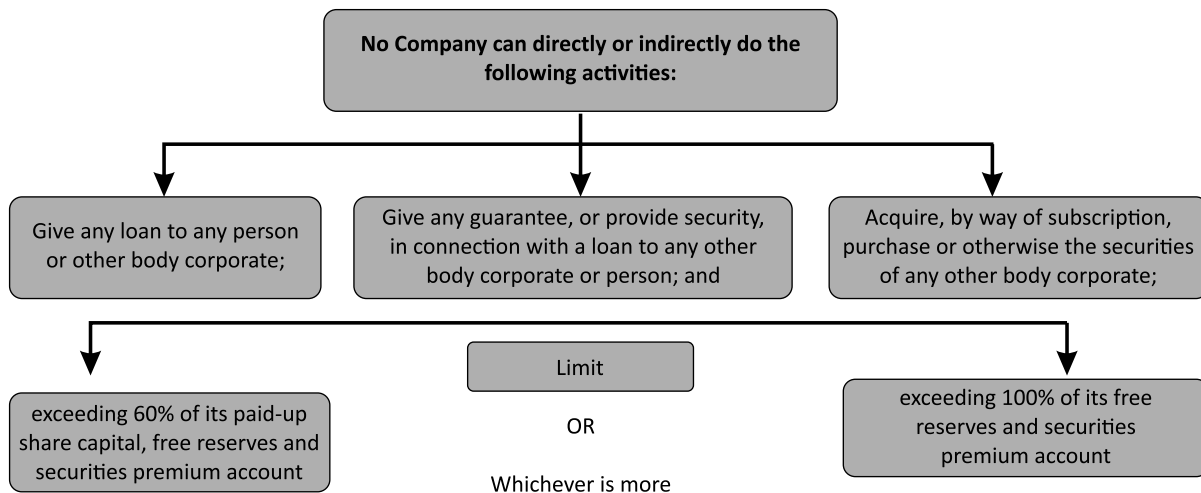 No Company can directly or indirectly do the
following activities:
Give any loan to any person
or other body corporate;
Give any guarantee, or provide security,
in connection with a loan to any other
body corporate or person; and
Acquire, by way of subscription,
purchase or otherwise the securities
of any other body corporate;
Limit
exceeding 60% of its paid-up
share capital, free reserves and
securities premium account
OR
exceeding 100% of its free
reserves and securities
premium account
Whichever is more